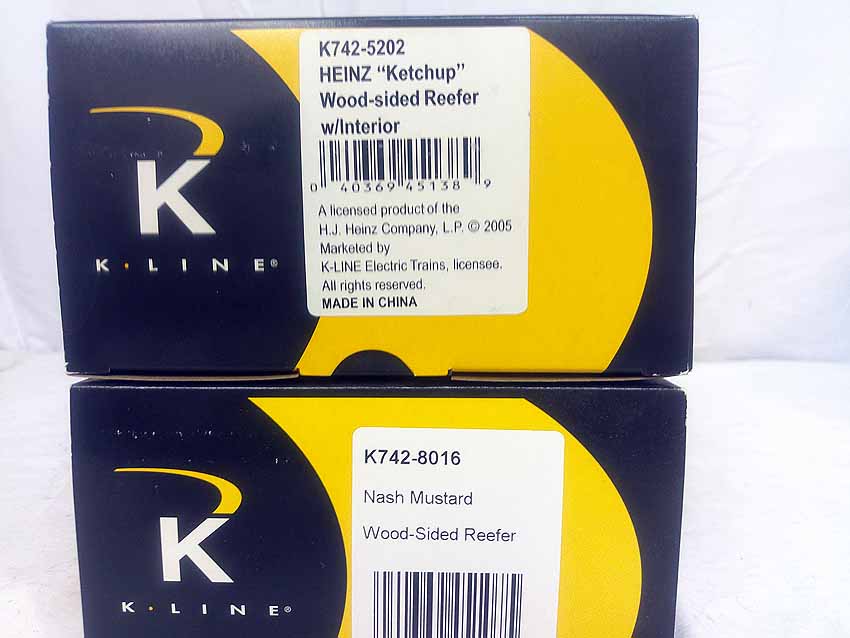 K742-5202
HEINZ “Ketchup”
Wood-sided Reefer
w/Interior
0 40369 45138 9
A licensed product of the
H.J. Heinz Company, L.P. © 2005
Marketed by
K-LINE Electric Trains, licensee.
All rights reserved.
MADE IN CHINA
K
K·LINE®
K742-8016
Nash Mustard
Wood-Sided Reefer
K
K·LINE®